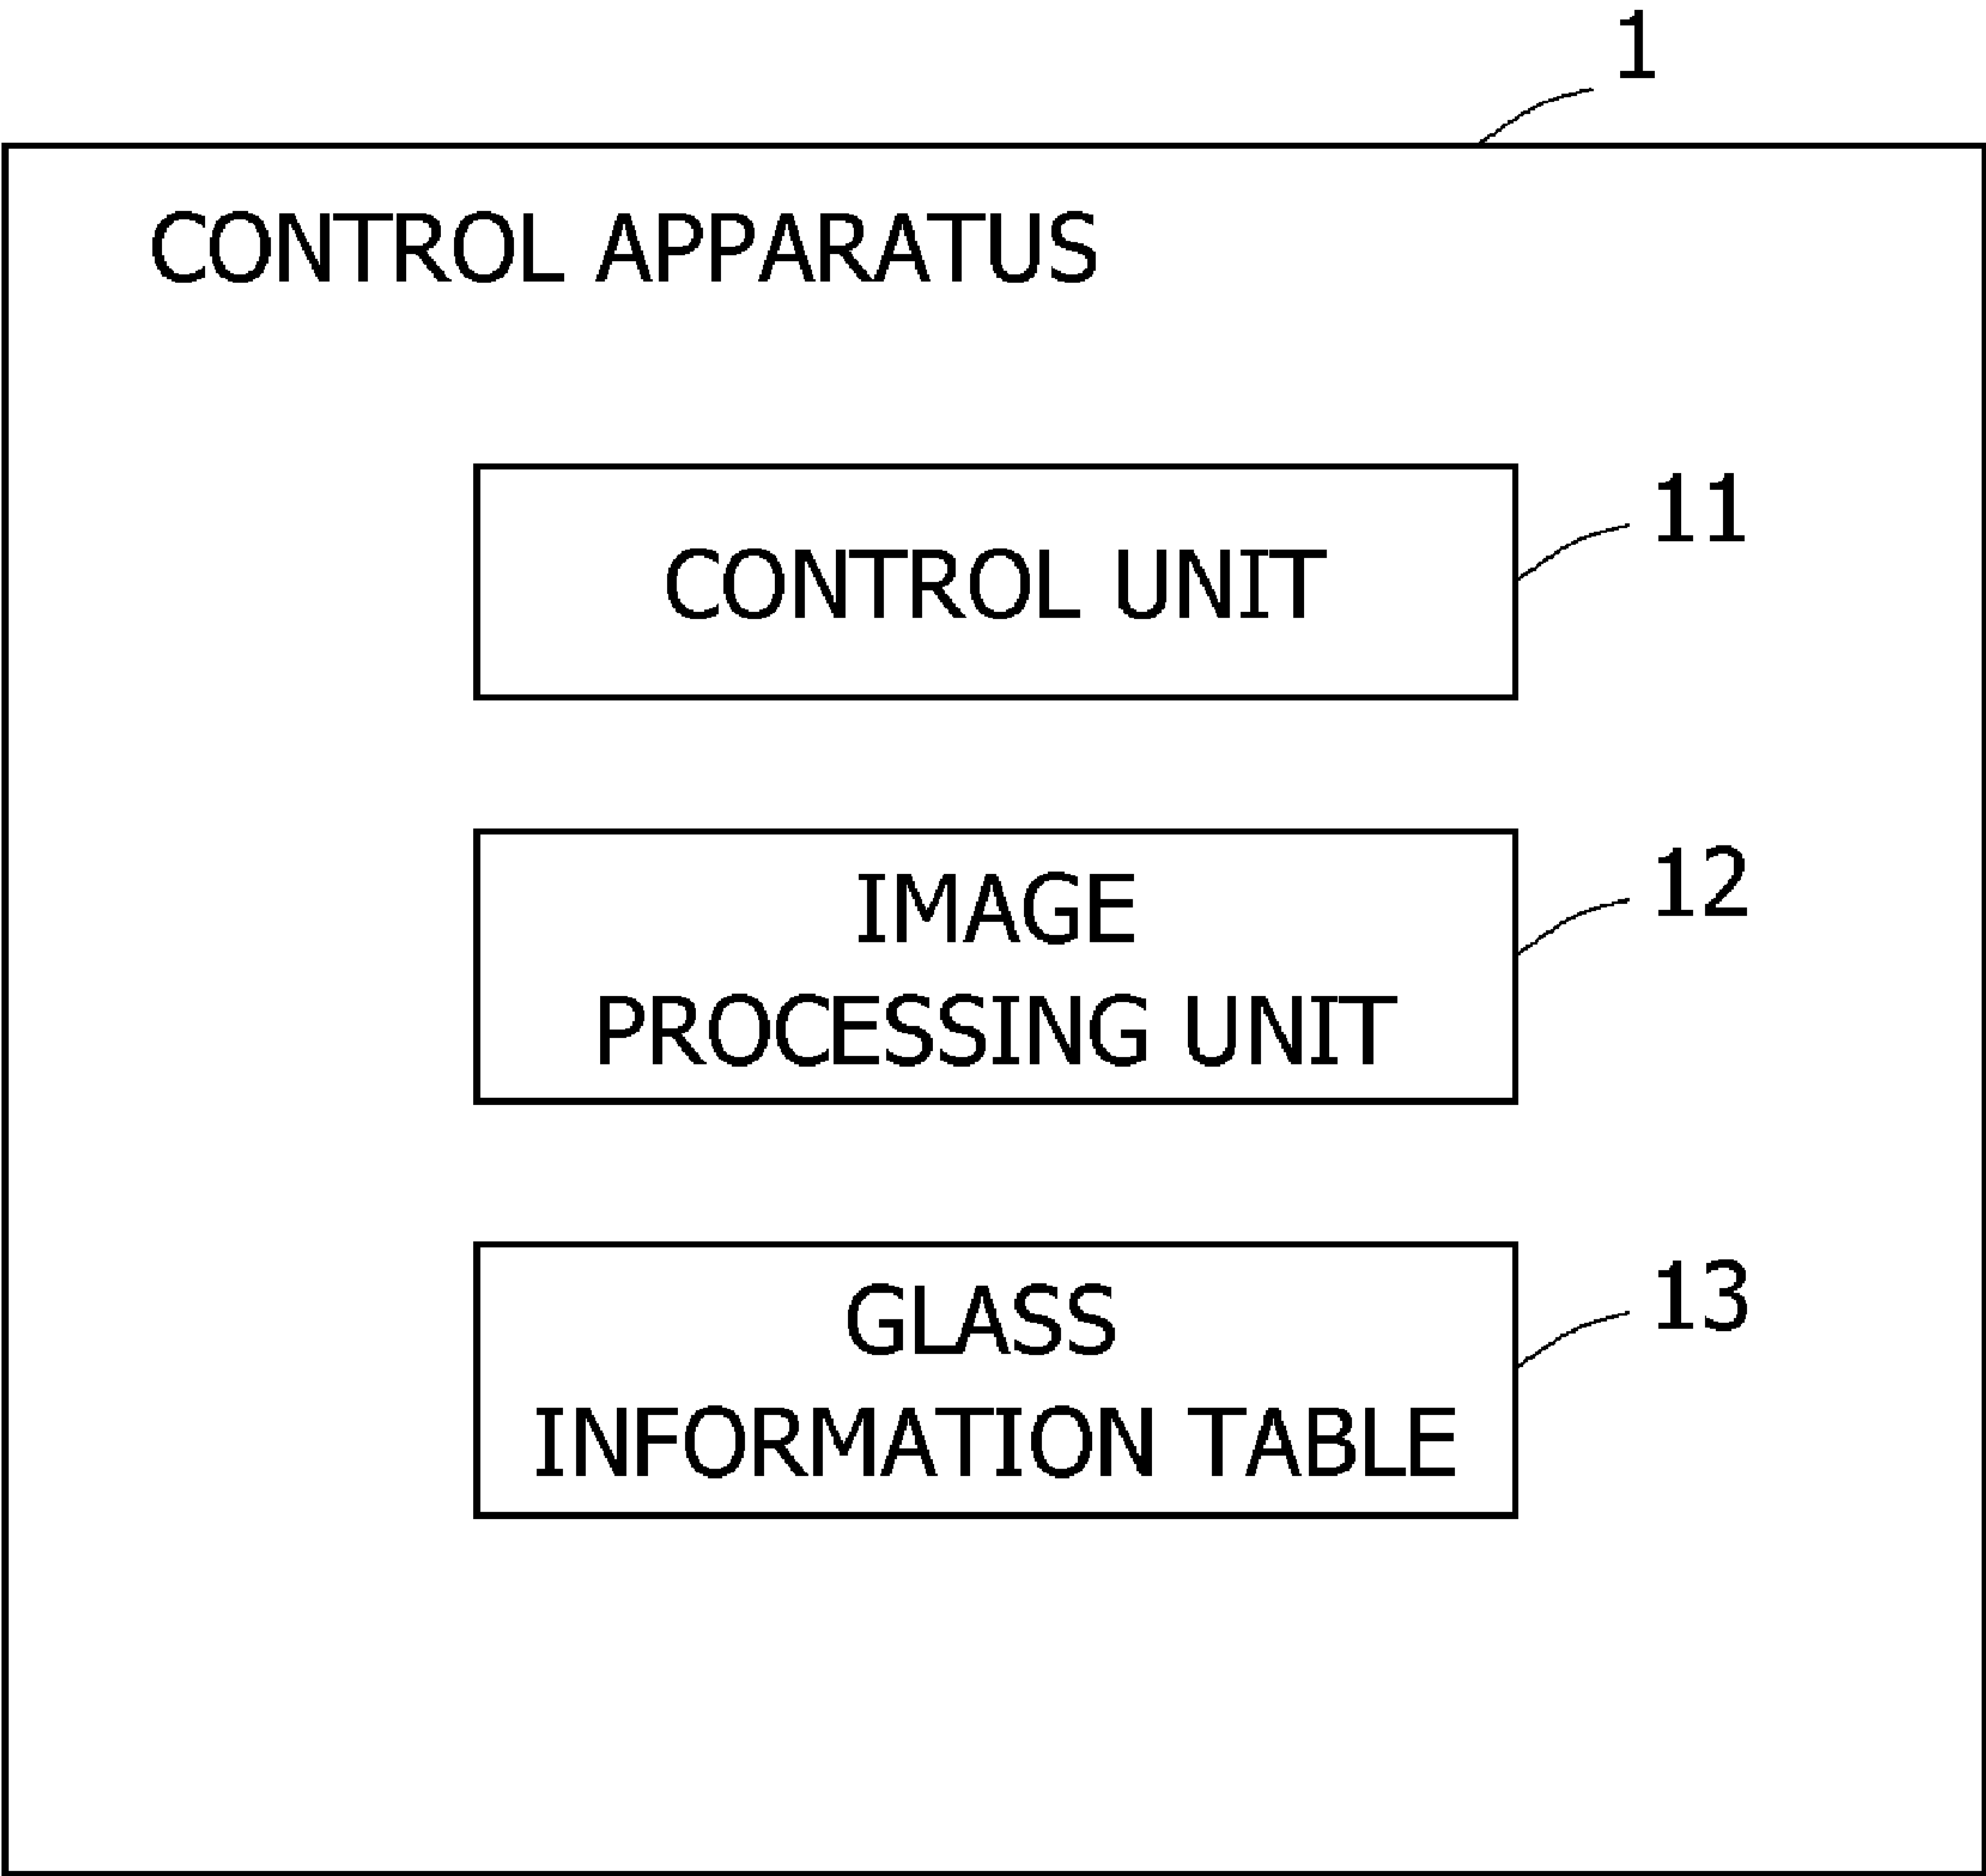 1
CONTROL APPARATUS
11
CONTROL UNIT
12
IMAGE
PROCESSING UNIT
13
GLASS
INFORMATION TABLE